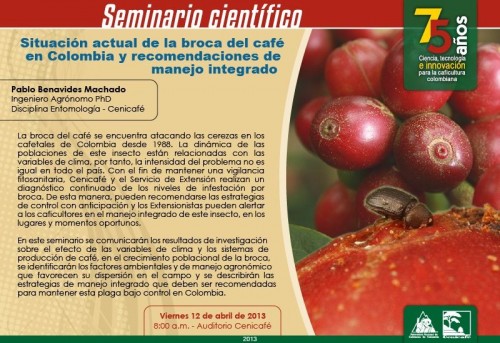 Seminario científico
Situación actual de la broca del café
en Colombia y recomendaciones de
manejo integrado
75 años
Ciencia, tecnología
e innovación
para la caficultura
colombiana
Pablo Benavides Machado
Ingeniero Agrónomo PhD
Disciplina Entomología - Cenicafé
La broca del café se encuentra atacando las cerezas en los
cafetales de Colombia desde 1988. La dinámica de las
poblaciones de este insecto están relacionadas con las
variables de clima, por tanto, la intensidad del problema no es
igual en todo el país. Con el fin de mantener una vigilancia
fitosanitaria, Cenicafé y el Servicio de Extensión realizan un
diagnóstico continuado de los niveles de infestación por
broca. De esta manera, pueden recomendarse las estrategias
de control con anticipación y los Extensionistas pueden alertar
a los caficultores en el manejo integrado de este insecto, en los
lugares y momentos oportunos.
En este seminario se comunicarán los resultados de investigación
sobre el efecto de las variables de clima y los sistemas de
producción de café, en el crecimiento poblacional de la broca,
se identificarán los factores ambientales y de manejo agronómico
que favorecen su dispersión en el campo y se describirán las
estrategias de manejo integrado que deben ser recomendadas
para mantener esta plaga bajo control en Colombia.
Viernes 12 de abril de 2013
8:00 a.m. - Auditorio Cenicafé
2013